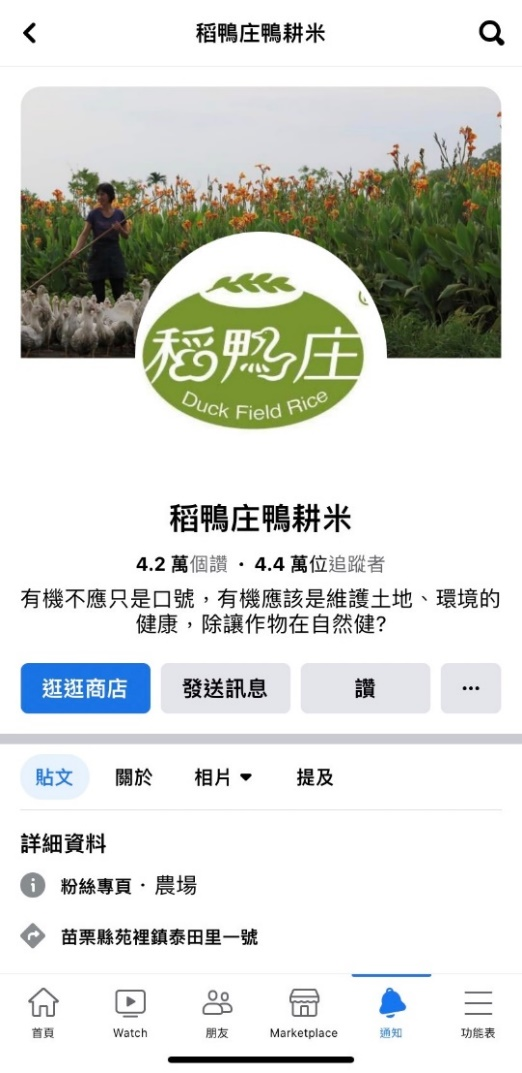 稻鴨庄鴨耕米
稻鴨庄
Duck Field Rice
稻鴨庄鴨耕米
4.2 萬個讚 · 4.4 萬位追蹤者
有機不應只是口號，有機應該是維護土地、環境的
健康，除讓作物在自然健?
逛逛商店 發送訊息 讚 ...
貼文 關於 相片 提及
詳細資料
粉絲專頁 · 農場
苗栗縣苑裡鎮泰田里一號
首頁 Watch 朋友 Marketplace 通知 功能表